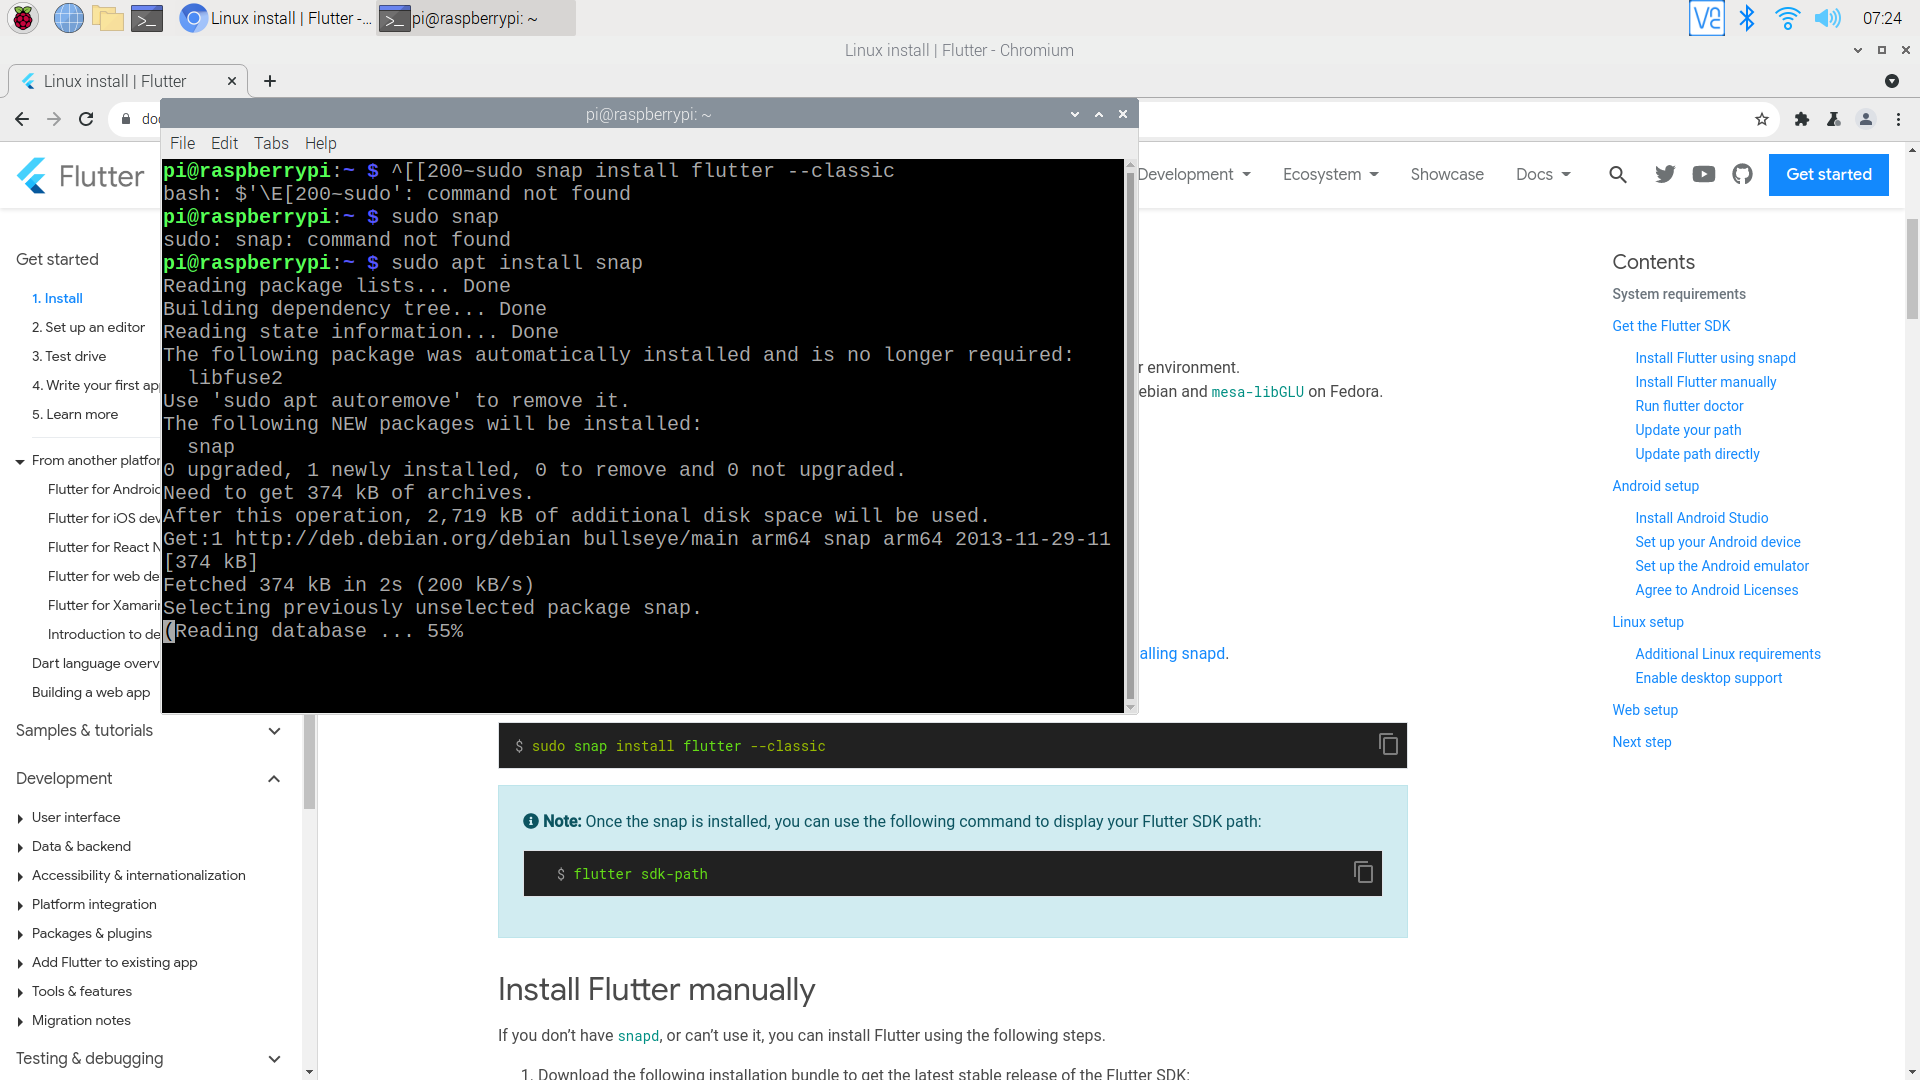 Linux install | Flutter -...
pi@raspberrypi: ~
07:24
Linux install | Flutter - Chromium
Linux install | Flutter
doc
pi@raspberrypi: ~
File Edit Tabs Help
pi@raspberrypi:~ $ ^[[200~sudo snap install flutter --classic
bash: $'\E[200~sudo': command not found
pi@raspberrypi:~ $ sudo snap
sudo: snap: command not found
pi@raspberrypi:~ $ sudo apt install snap
Reading package lists... Done
Building dependency tree... Done
Reading state information... Done
The following package was automatically installed and is no longer required:
libfuse2
Use 'sudo apt autoremove' to remove it.
The following NEW packages will be installed:
snap
0 upgraded, 1 newly installed, 0 to remove and 0 not upgraded.
Need to get 374 kB of archives.
After this operation, 2,719 kB of additional disk space will be used.
Get:1 http://deb.debian.org/debian bullseye/main arm64 snap arm64 2013-11-29-11
[374 kB]
Fetched 374 kB in 2s (200 kB/s)
Selecting previously unselected package snap.
(Reading database ... 55%
Flutter
Development Ecosystem Showcase Docs Get started
Get started
1. Install
2. Set up an editor
3. Test drive
4. Write your first app
5. Learn more
From another platfor
Flutter for Android
Flutter for iOS dev
Flutter for React N
Flutter for web de
Flutter for Xamarin
Introduction to de
Dart language overv
Building a web app
Samples & tutorials
Development
User interface
Data & backend
Accessibility & internationalization
Platform integration
Packages & plugins
Add Flutter to existing app
Tools & features
Migration notes
Testing & debugging
r environment.
ebian and mesa-libGLU on Fedora.
alling snapd.
$ sudo snap install flutter --classic
Note: Once the snap is installed, you can use the following command to display your Flutter SDK path:
$ flutter sdk-path
Install Flutter manually
If you don’t have snapd, or can’t use it, you can install Flutter using the following steps.
1. Download the following installation bundle to get the latest stable release of the Flutter SDK:
Contents
System requirements
Get the Flutter SDK
Install Flutter using snapd
Install Flutter manually
Run flutter doctor
Update your path
Update path directly
Android setup
Install Android Studio
Set up your Android device
Set up the Android emulator
Agree to Android Licenses
Linux setup
Additional Linux requirements
Enable desktop support
Web setup
Next step